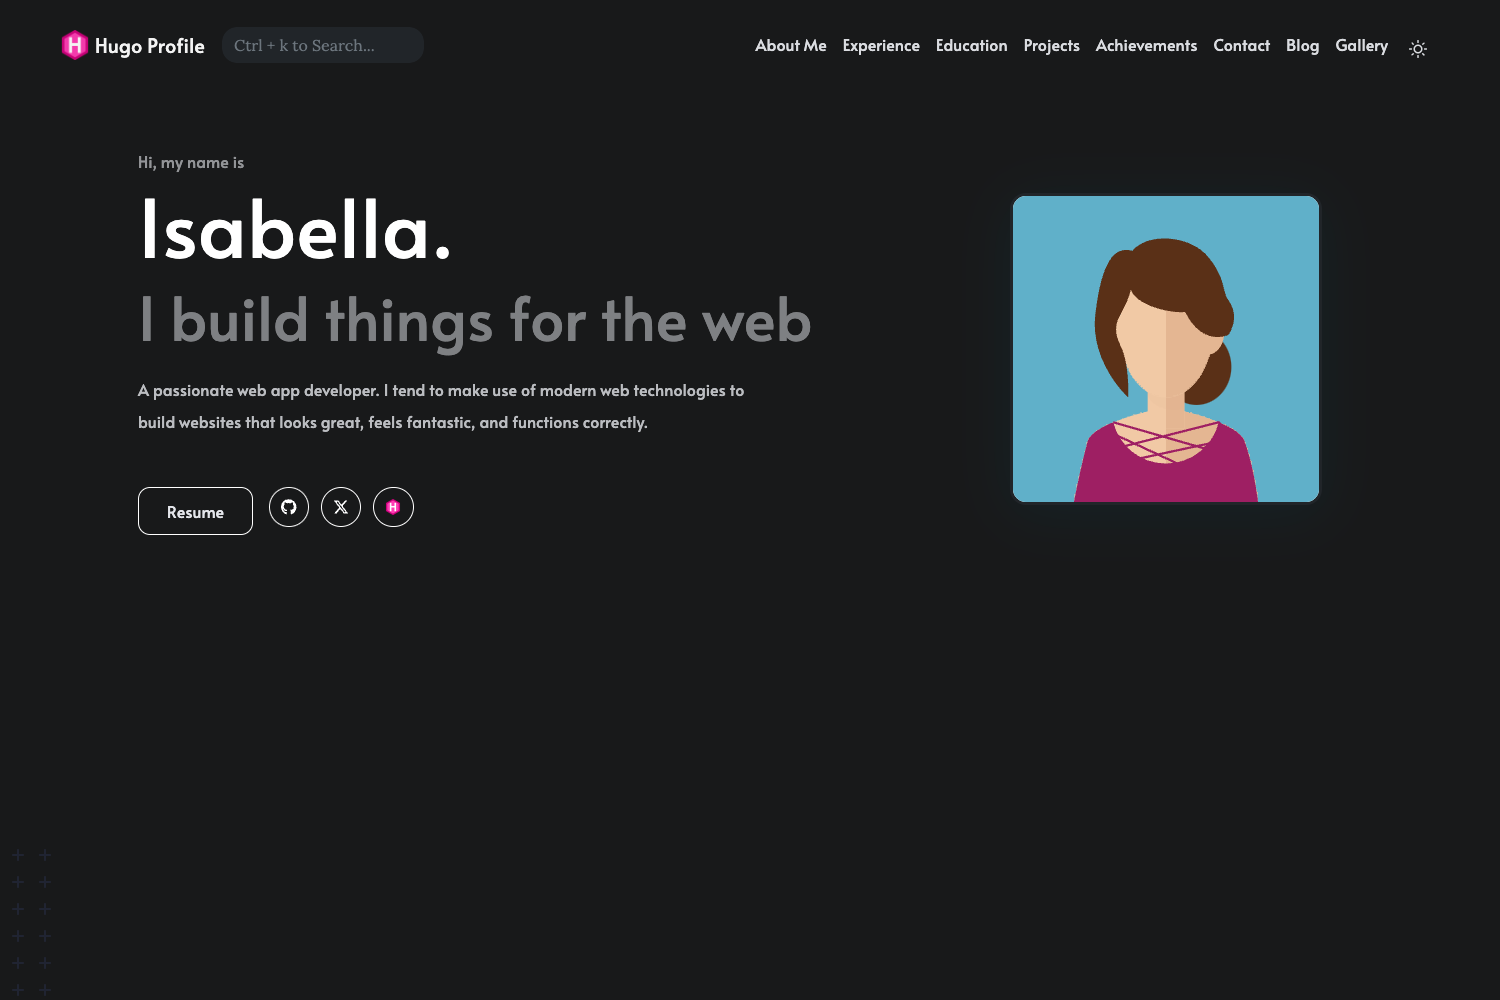 Hugo Profile
Ctrl + k to Search...
About Me Experience Education Projects Achievements Contact Blog Gallery
Hi, my name is
Isabella.
I build things for the web
A passionate web app developer. I tend to make use of modern web technologies to
build websites that looks great, feels fantastic, and functions correctly.
Resume